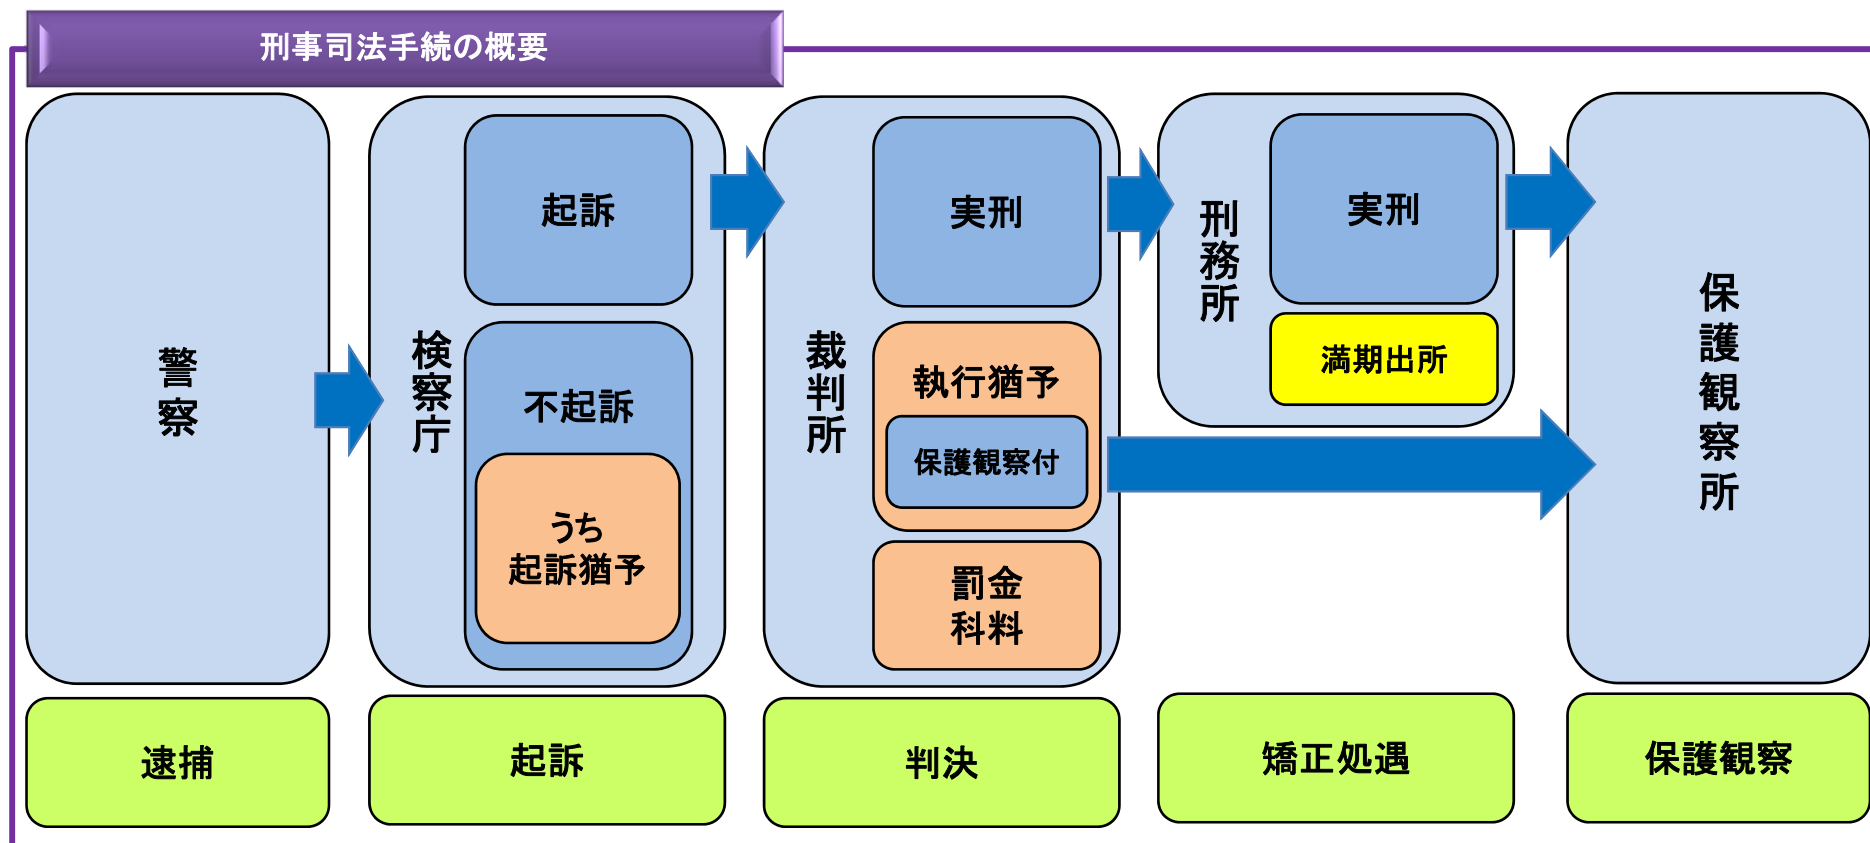 刑事司法手続の概要
警察
検察庁
起訴
不起訴
うち
起訴猶予
裁判所
実刑
執行猶予
保護観察付
罰金
科料
刑務所
実刑
満期出所
保護観察所
逮捕
起訴
判決
矯正処遇
保護観察